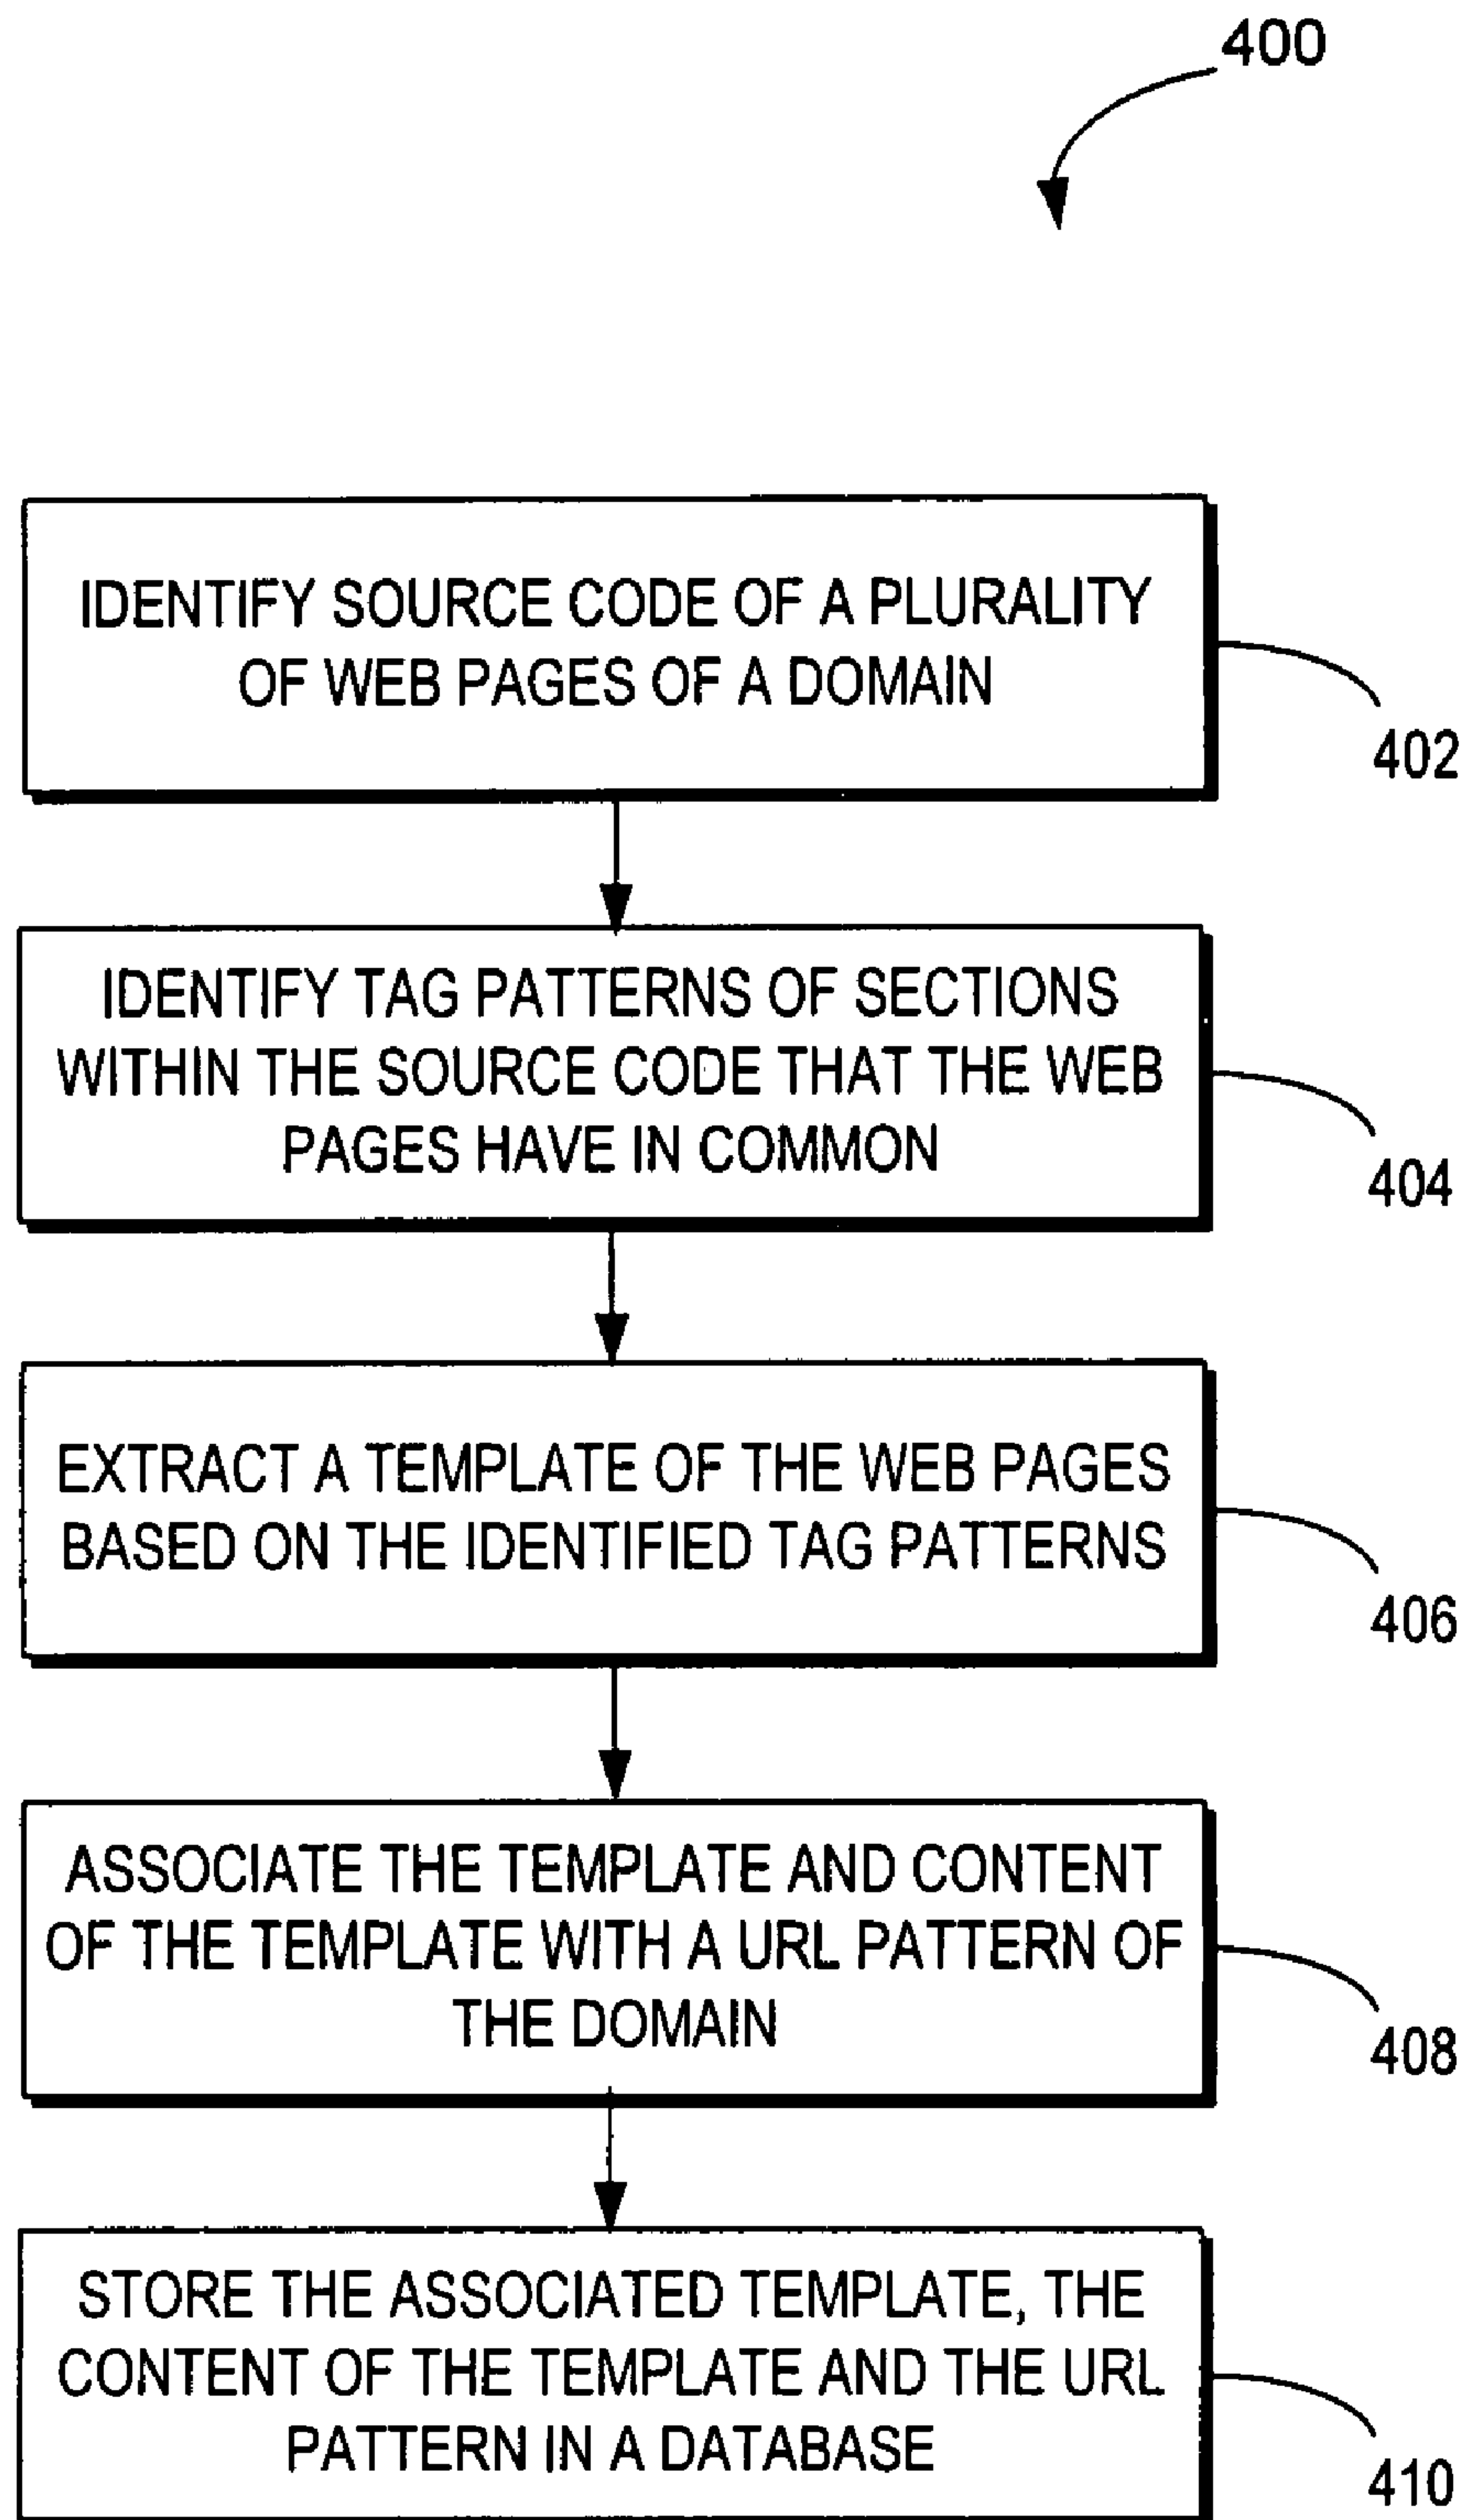 400
IDENTIFY SOURCE CODE OF A PLURALITY
OF WEB PAGES OF A DOMAIN
402
IDENTIFY TAG PATTERNS OF SECTIONS
WITHIN THE SOURCE CODE THAT THE WEB
PAGES HAVE IN COMMON
404
EXTRACT A TEMPLATE OF THE WEB PAGES
BASED ON THE IDENTIFIED TAG PATTERNS
406
ASSOCIATE THE TEMPLATE AND CONTENT
OF THE TEMPLATE WITH A URL PATTERN OF
THE DOMAIN
408
STORE THE ASSOCIATED TEMPLATE, THE
CONTENT OF THE TEMPLATE AND THE URL
PATTERN IN A DATABASE
410